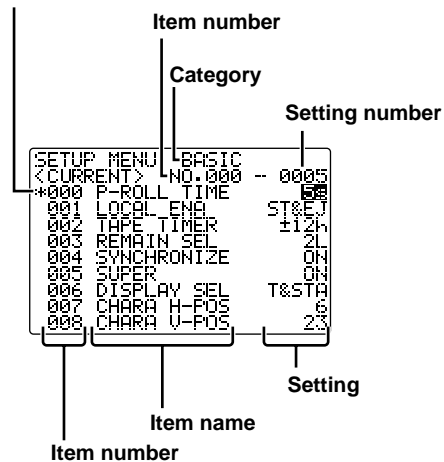 Item number
Category
Setting number
SETUP MENU -BASIC
<CURRENT> NO.000 -- 0005
*000 P-ROLL TIME 5S
001 LOCAL ENA ST&EJ
002 TAPE TIMER ±12h
003 REMAIN SEL 2L
004 SYNCHRONIZE ON
005 SUPER ON
006 DISPLAY SEL T&STA
007 CHARA H-POS 6
008 CHARA V-POS 23
Setting
Item name
Item number